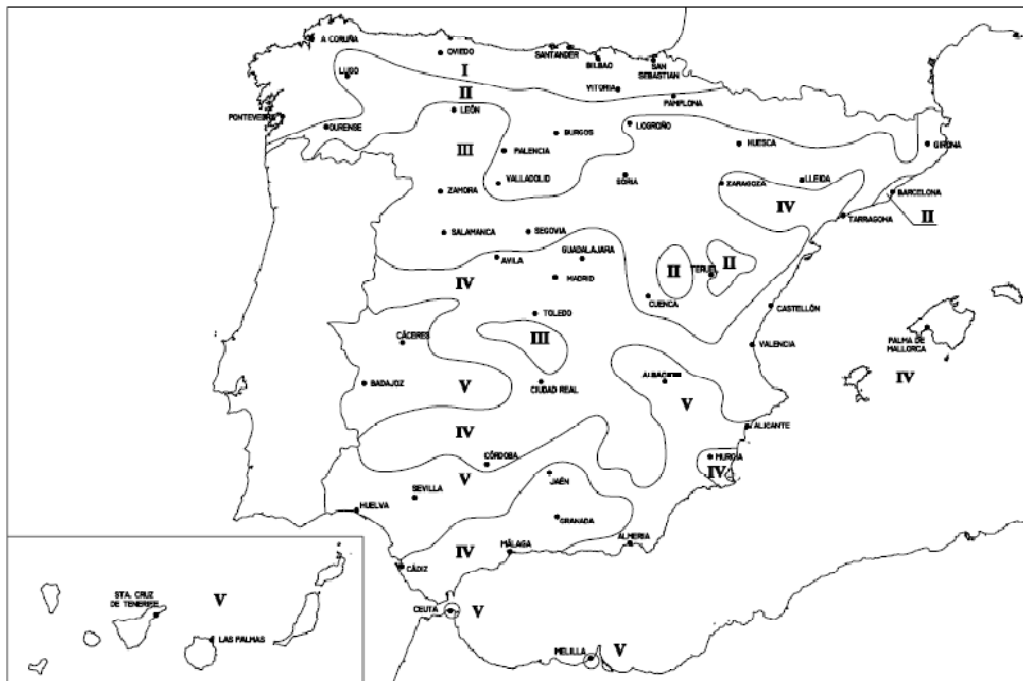 A CORUÑA
OVIEDO
SANTANDER
BILBAO
SAN
SEBASTIAN
LUGO
I
VITORIA
II
PAMPLONA
PONTEVEDRA
LEÓN
OURENSE
LOGROÑO
BURGOS
HUESCA
GIRONA
III
PALENCIA
VALLADOLID
SORIA
ZARAGOZA
LLEIDA
ZAMORA
BARCELONA
IV
TARRAGONA
II
SALAMANCA
SEGOVIA
GUADALAJARA
AVILA
IV
MADRID
II
TERUEL
II
CUENCA
CASTELLÓN
TOLEDO
CÁCERES
III
VALENCIA
PALMA DE
MALLORCA
IV
BADAJOZ
V
CIUDAD REAL
ALBACETE
V
ALICANTE
IV
MURCIA
IV
CÓRDOBA
V
JAÉN
SEVILLA
HUELVA
GRANADA
ALMERIA
MÁLAGA
IV
CÁDIZ
STA. CRUZ
DE TENERIFE
V
LAS PALMAS
CEUTA
V
MELILLA
V